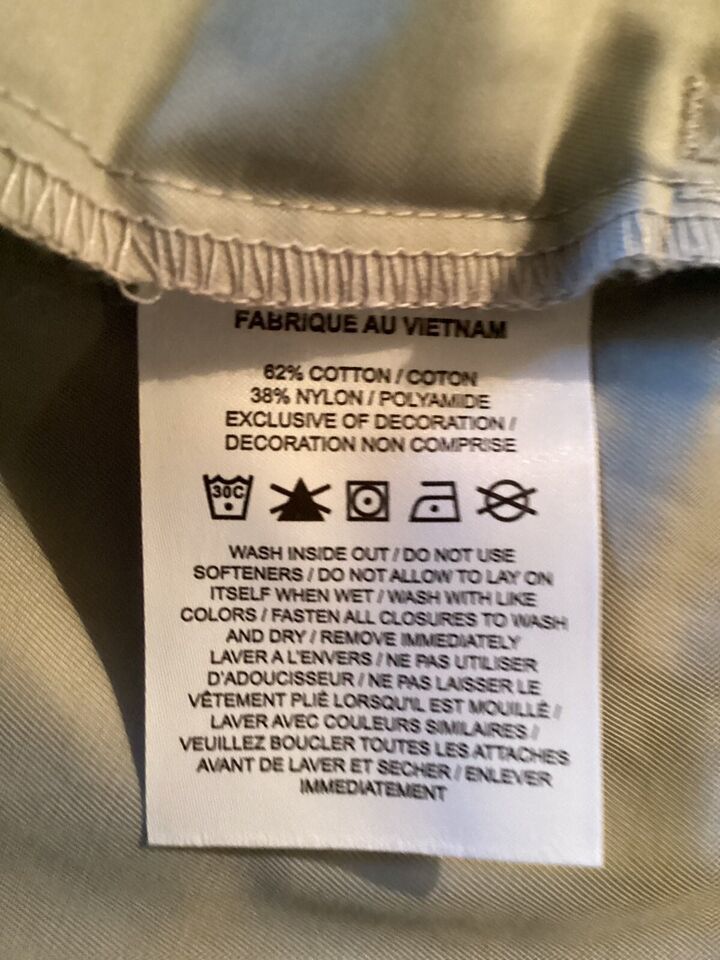 FABRIQUE AU VIETNAM
62% COTTON / COTON
38% NYLON / POLYAMIDE
EXCLUSIVE OF DECORATION /
DECORATION NON COMPRISE
30C
WASH INSIDE OUT / DO NOT USE
SOFTENERS / DO NOT ALLOW TO LAY ON
ITSELF WHEN WET / WASH WITH LIKE
COLORS / FASTEN ALL CLOSURES TO WASH
AND DRY / REMOVE IMMEDIATELY
LAVER A L'ENVERS / NE PAS UTILISER
D'ADOUCISSEUR / NE PAS LAISSER LE
VÊTEMENT PLIÉ LORSQU'IL EST MOUILLÉ /
LAVER AVEC COULEURS SIMILAIRES /
VEUILLEZ BOUCLER TOUTES LES ATTACHES
AVANT DE LAVER ET SECHER / ENLEVER
IMMEDIATEMENT